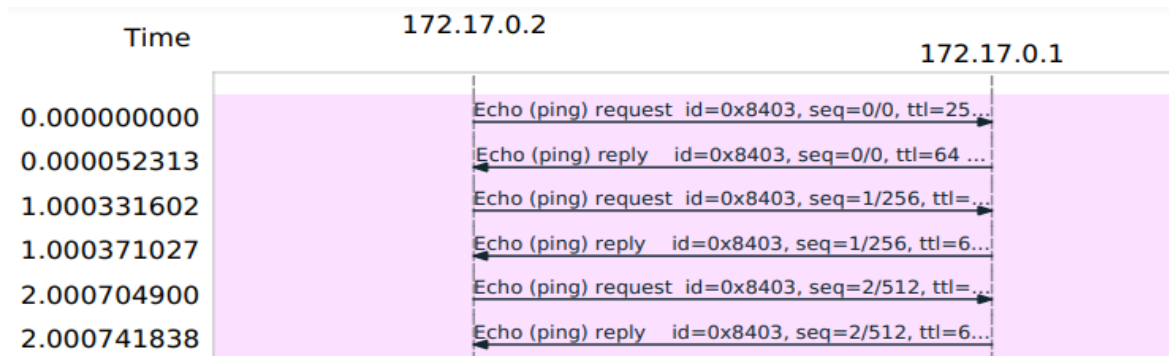 Time 172.17.0.2 172.17.0.1
0.000000000 Echo (ping) request id=0x8403, seq=0/0, ttl=25...
0.000052313 Echo (ping) reply id=0x8403, seq=0/0, ttl=64 ...
1.000331602 Echo (ping) request id=0x8403, seq=1/256, ttl=...
1.000371027 Echo (ping) reply id=0x8403, seq=1/256, ttl=6...
2.000704900 Echo (ping) request id=0x8403, seq=2/512, ttl=...
2.000741838 Echo (ping) reply id=0x8403, seq=2/512, ttl=6...